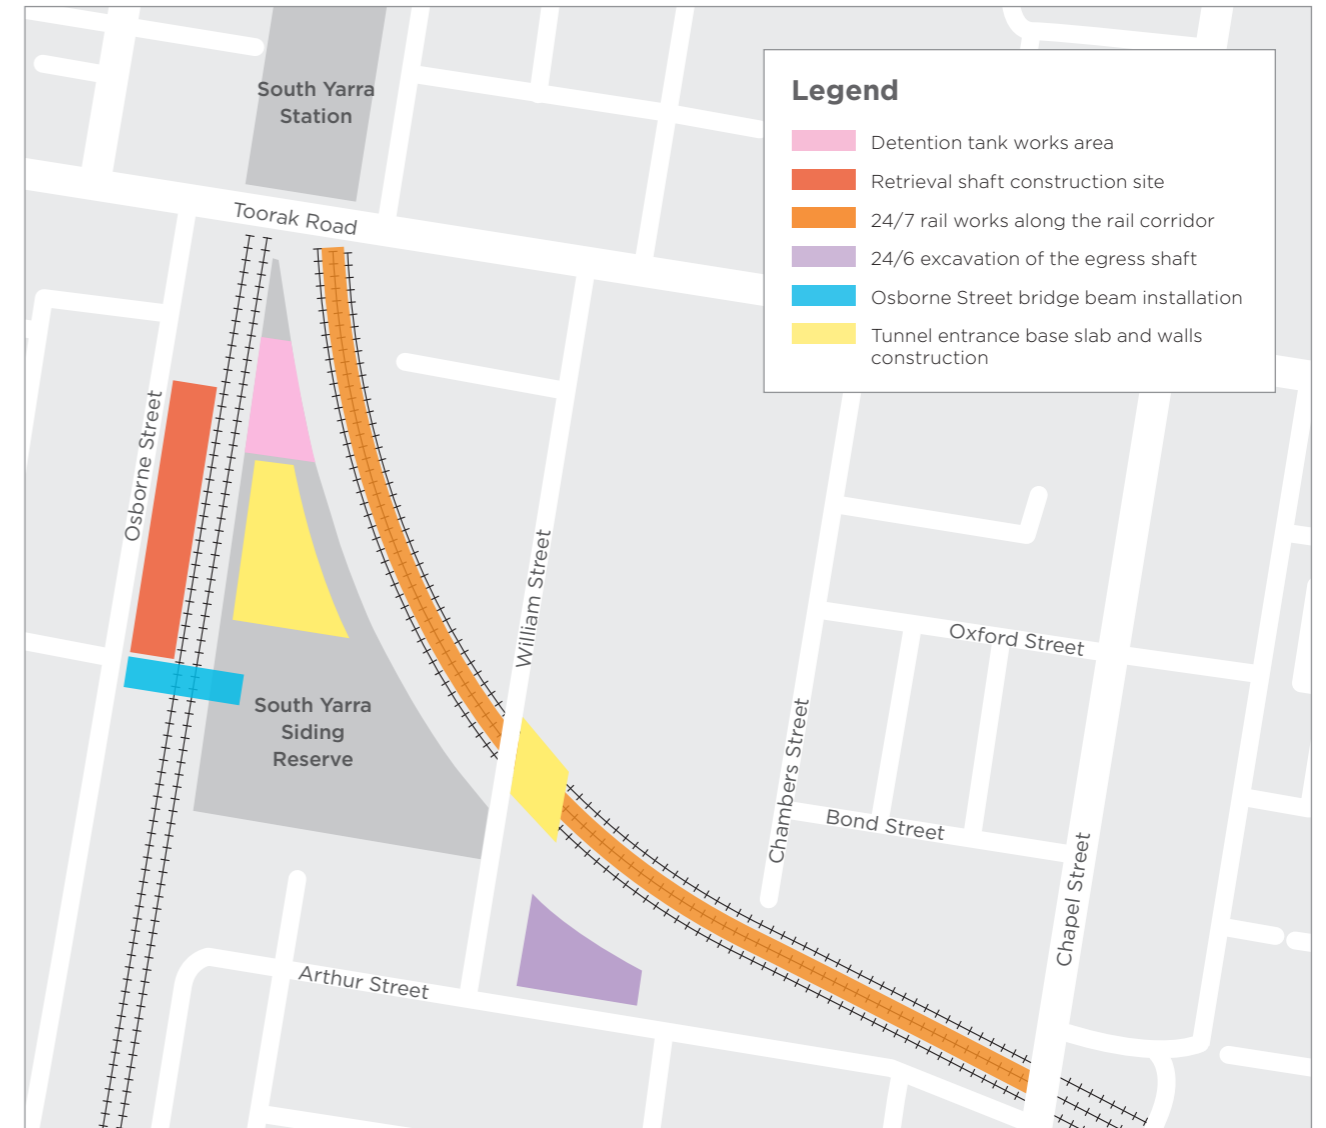 South Yarra
Station
Legend
Detention tank works area
Retrieval shaft construction site
24/7 rail works along the rail corridor
24/6 excavation of the egress shaft
Osborne Street bridge beam installation
Tunnel entrance base slab and walls
construction
Toorak Road
Osborne Street
William Street
Oxford Street
South Yarra
Siding
Reserve
Chambers Street
Bond Street
Chapel Street
Arthur Street